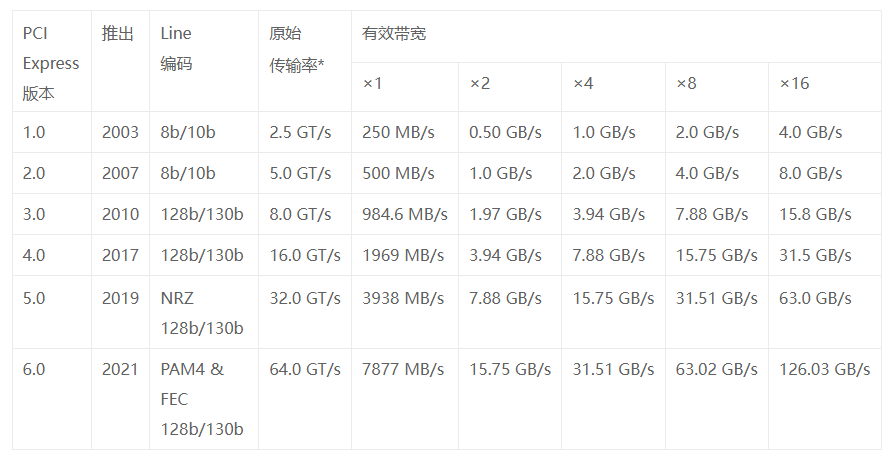 PCI
Express
版本
推出
Line
编码
原始
传输率*
有效带宽
×1
×2
×4
×8
×16
1.0
2003
8b/10b
2.5 GT/s
250 MB/s
0.50 GB/s
1.0 GB/s
2.0 GB/s
4.0 GB/s
2.0
2007
8b/10b
5.0 GT/s
500 MB/s
1.0 GB/s
2.0 GB/s
4.0 GB/s
8.0 GB/s
3.0
2010
128b/130b
8.0 GT/s
984.6 MB/s
1.97 GB/s
3.94 GB/s
7.88 GB/s
15.8 GB/s
4.0
2017
128b/130b
16.0 GT/s
1969 MB/s
3.94 GB/s
7.88 GB/s
15.75 GB/s
31.5 GB/s
5.0
2019
NRZ
128b/130b
32.0 GT/s
3938 MB/s
7.88 GB/s
15.75 GB/s
31.51 GB/s
63.0 GB/s
6.0
2021
PAM4 &
FEC
128b/130b
64.0 GT/s
7877 MB/s
15.75 GB/s
31.51 GB/s
63.02 GB/s
126.03 GB/s